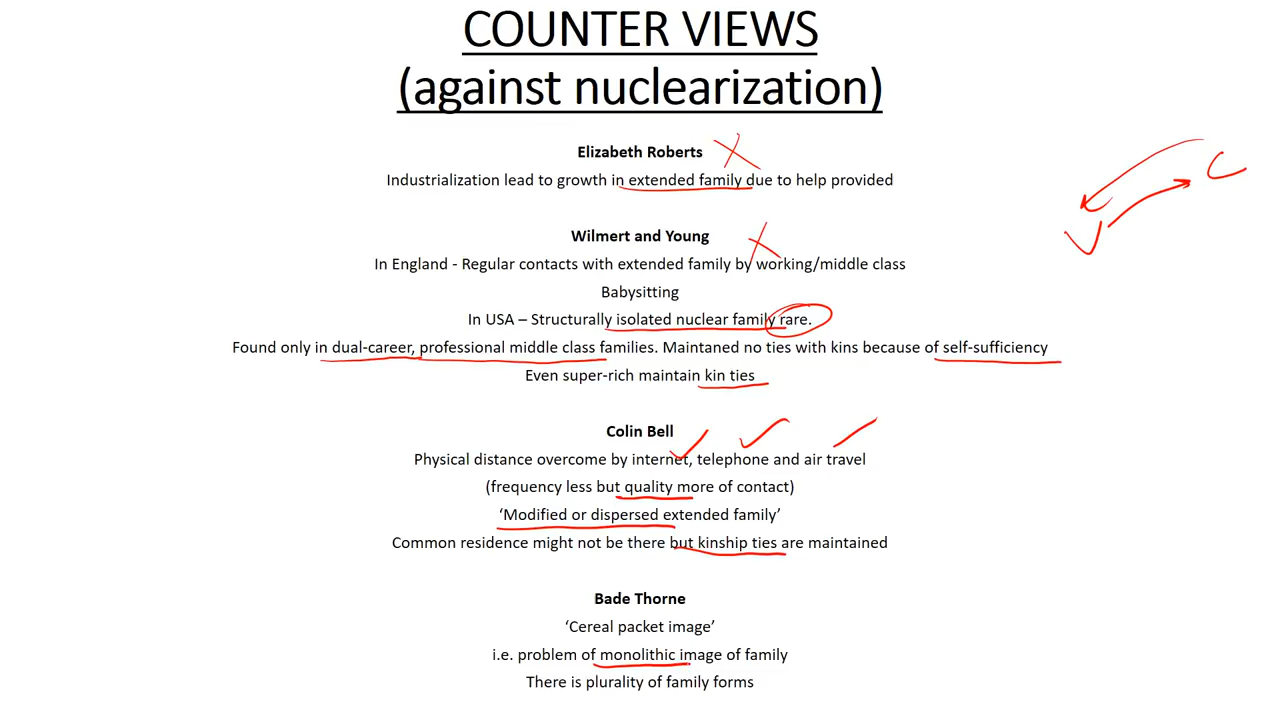 COUNTER VIEWS
(against nuclearization)
Elizabeth Roberts
Industrialization lead to growth in extended family due to help provided
Wilmert and Young
In England - Regular contacts with extended family by working/middle class
Babysitting
In USA – Structurally isolated nuclear family rare.
Found only in dual-career, professional middle class families. Maintaned no ties with kins because of self-sufficiency
Even super-rich maintain kin ties
Colin Bell
Physical distance overcome by internet, telephone and air travel
(frequency less but quality more of contact)
‘Modified or dispersed extended family’
Common residence might not be there but kinship ties are maintained
Bade Thorne
‘Cereal packet image’
i.e. problem of monolithic image of family
There is plurality of family forms